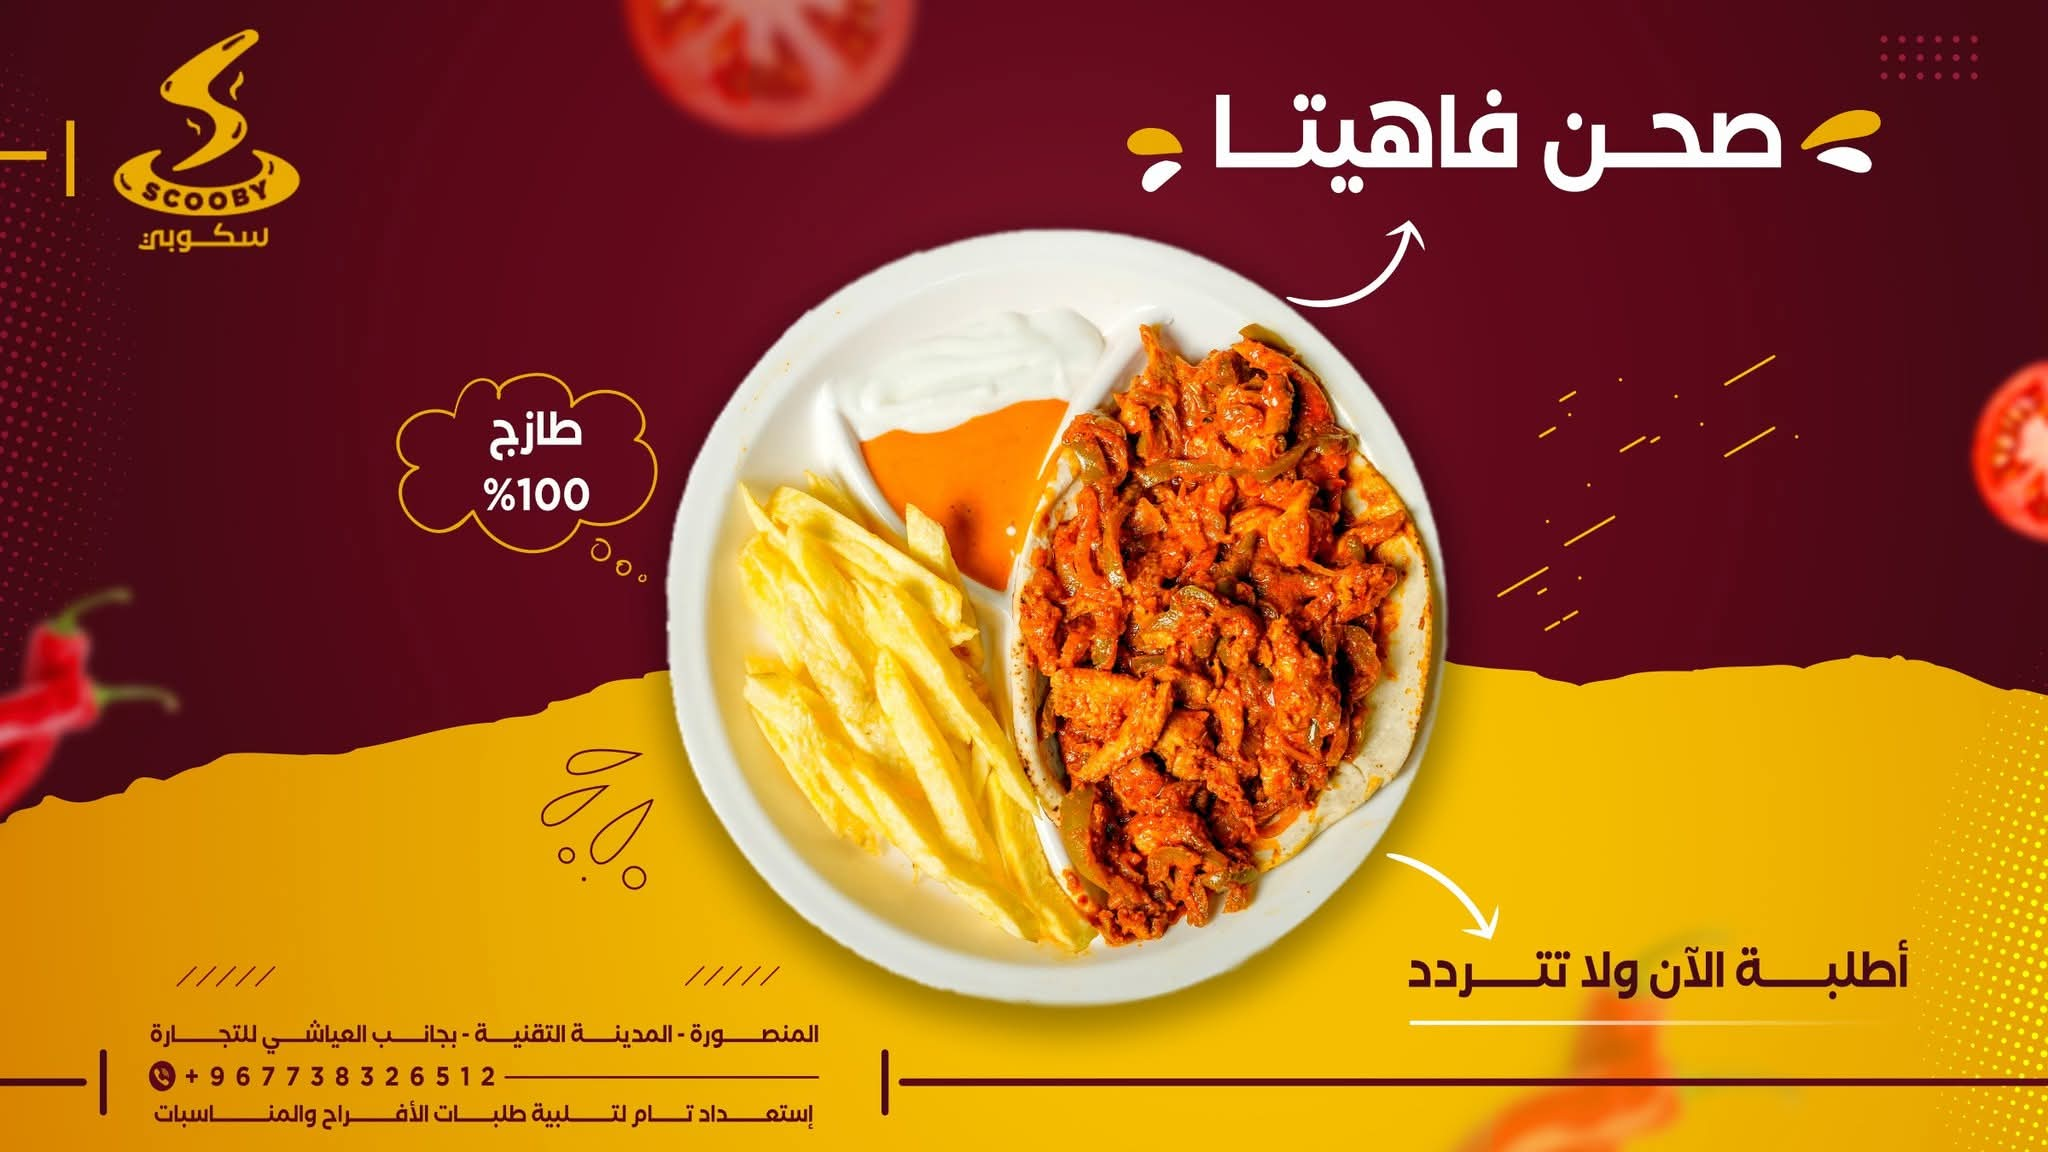 SCOOBY
سكوبي
صحن فاهيتا
طازج
%100
أطلبة الآن ولا تتردد
المنصورة - المدينة التقنية - بجانب العياشي للتجارة
+967738326512
إستعداد تام لتلبية طلبات الأفراح والمناسبات